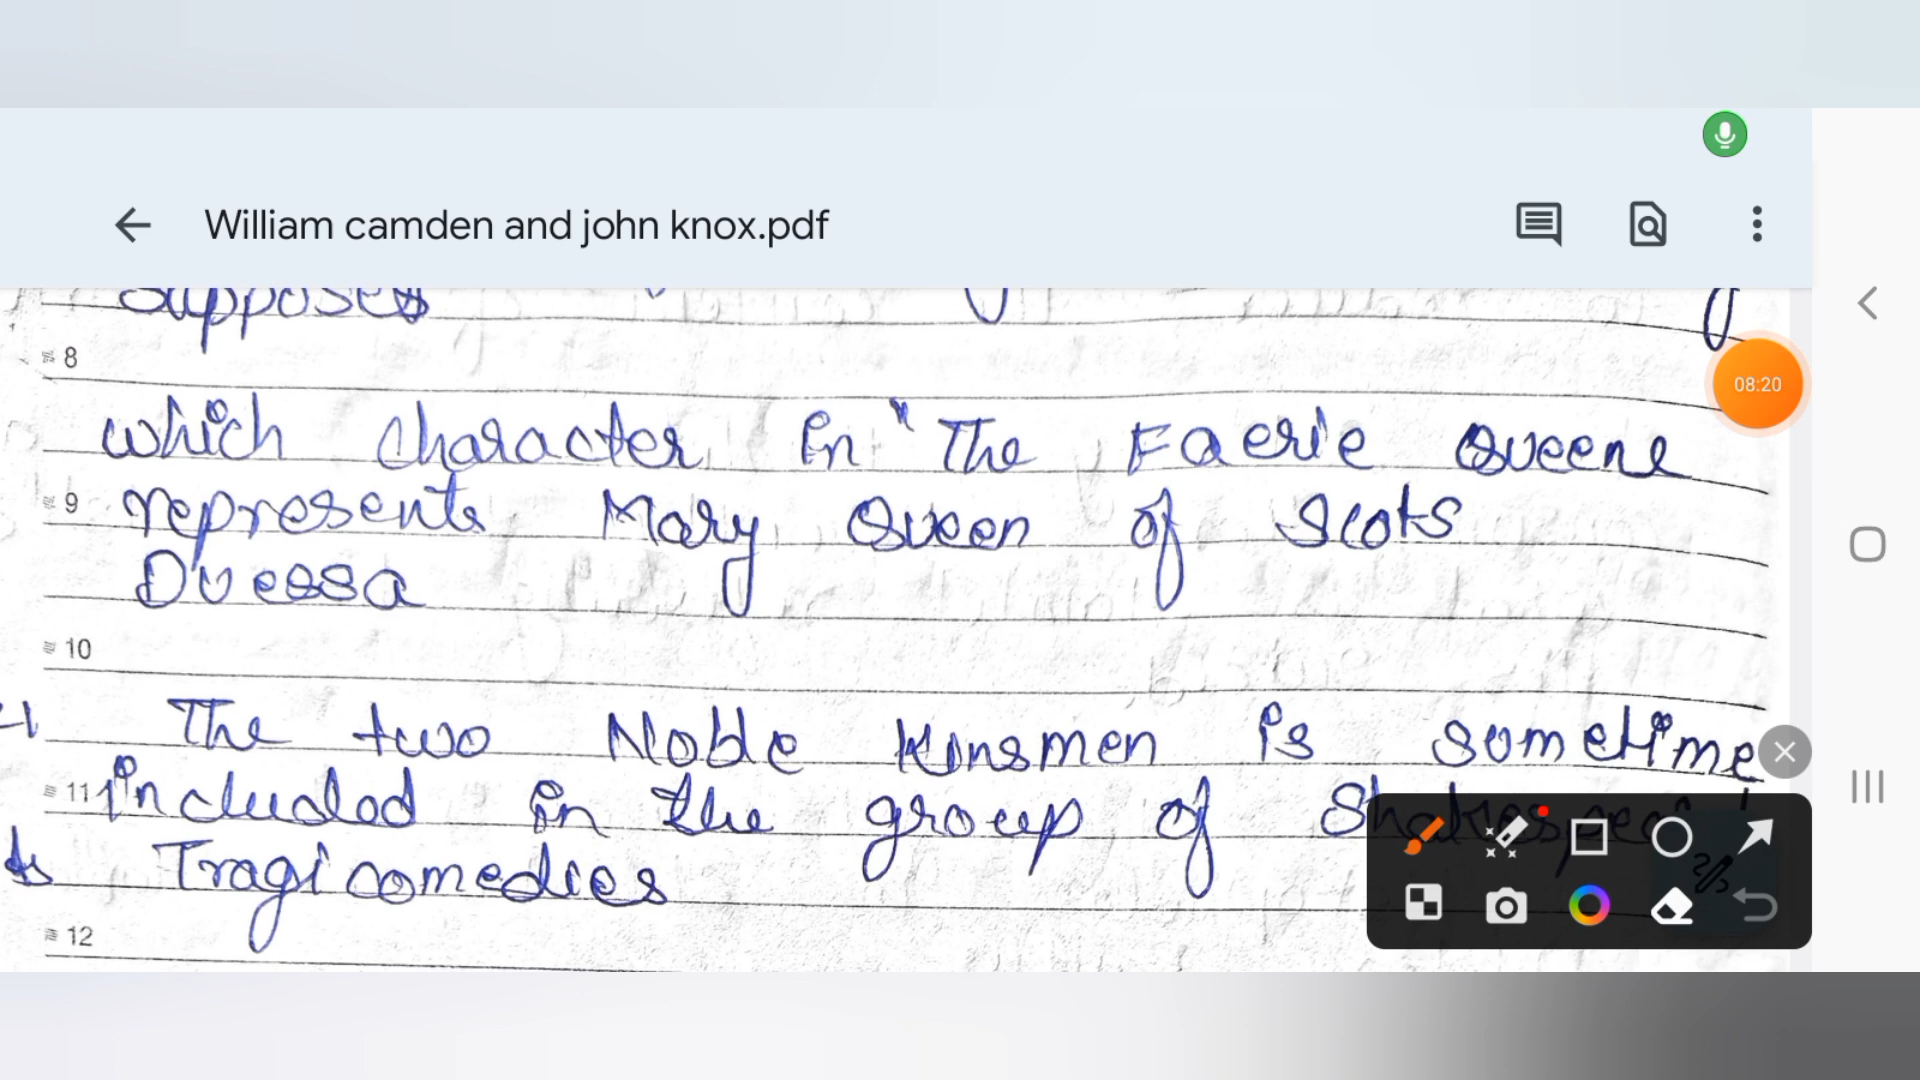 William camden and john knox.pdf
Supposes
8
08:20
which character in "The Faerie Queene
9 represents Mary Queen of Scots
Duessa
10
The two Noble Kinsmen is sometime
11 included in the group of
Tragicomedies
12